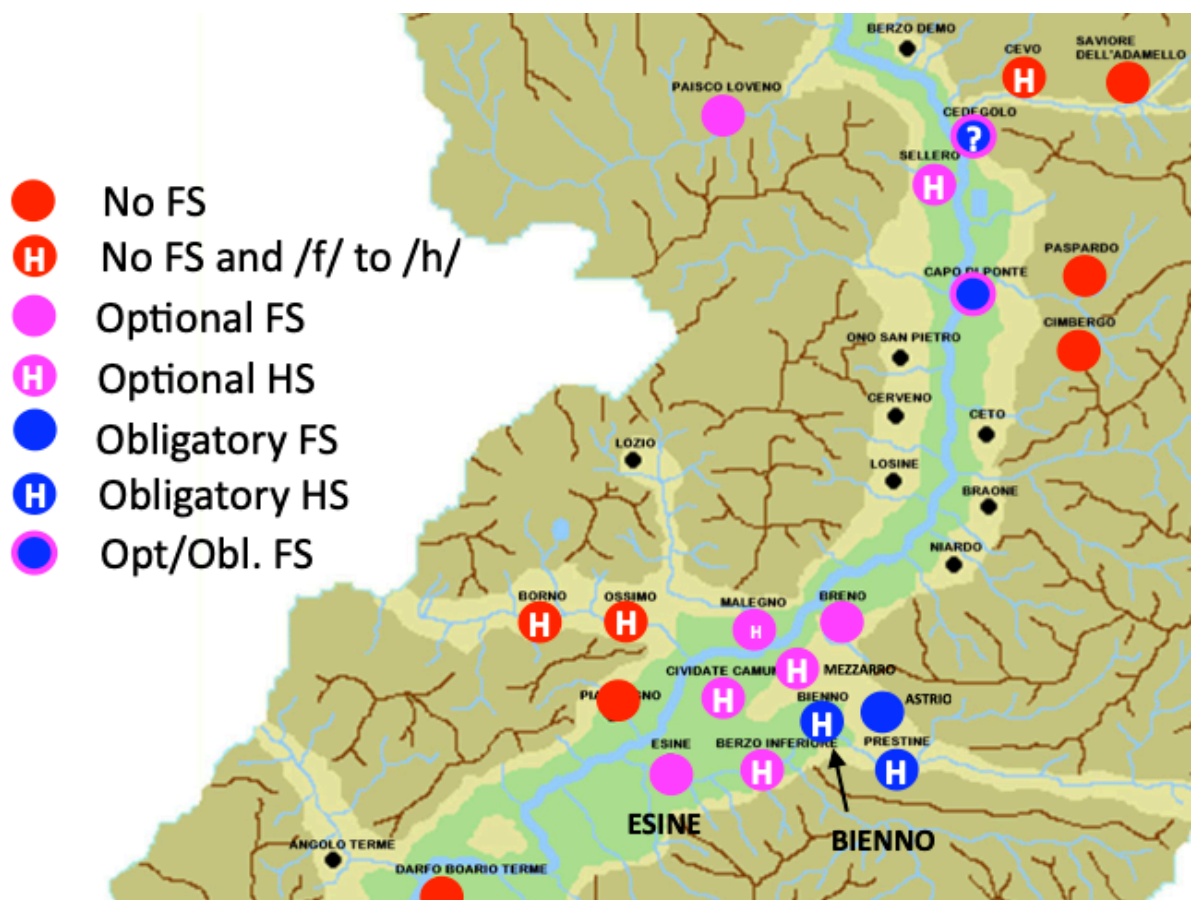 No FS
H No FS and /f/ to /h/
Optional FS
H Optional HS
Obligatory FS
H Obligatory HS
Opt/Obl. FS
BERZO DEMO
CEVO
H
SAVIORE
DELL'ADAMELLO
PAISCO LOVENO
CEDEGOLO
?
SELLERO
H
PASPARDO
CAPO DI PONTE
CIMBERGO
ONO SAN PIETRO
CERVENO
CETO
LOZIO
LOSINE
BRAONE
NIARDO
BORNO
H
OSSIMO
H
MALEGNO
H
BRENO
CIVIDATE CAMUN
H
H
MEZZARRO
BIENNO
H
ASTRIO
ESINE
BERZO INFERIORE
H
PRESTINE
H
ESINE
BIENNO
ANGOLO TERME
DARFO BOARIO TERME